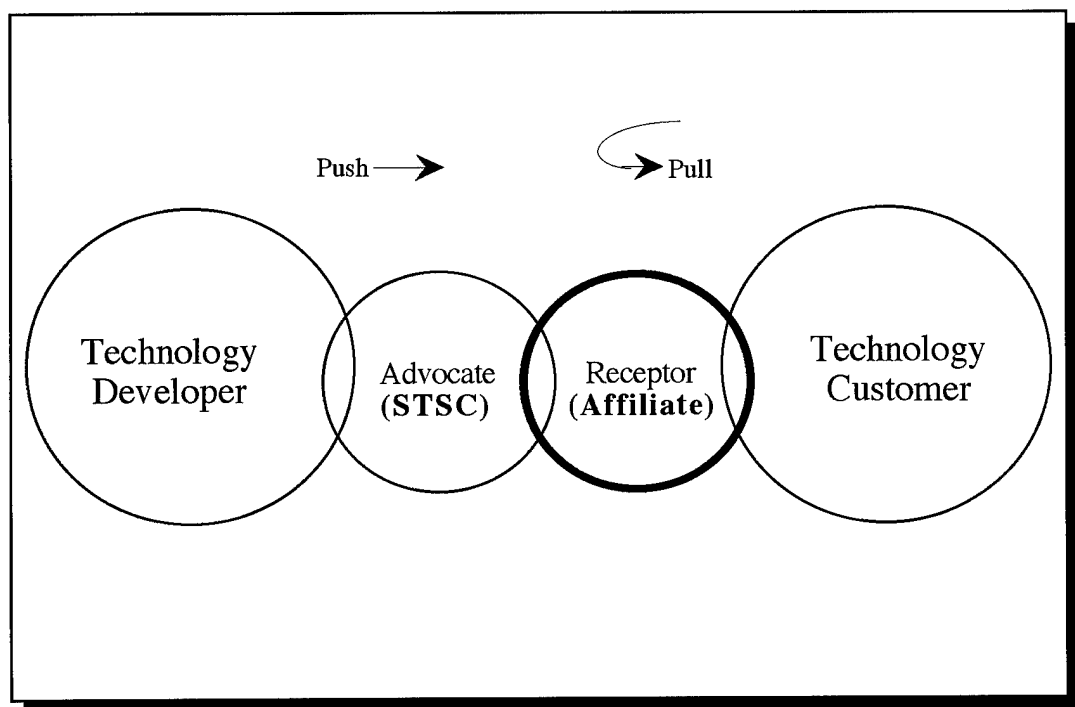 Push
Pull
Technology
Developer
Advocate
(STSC)
Receptor
(Affiliate)
Technology
Customer